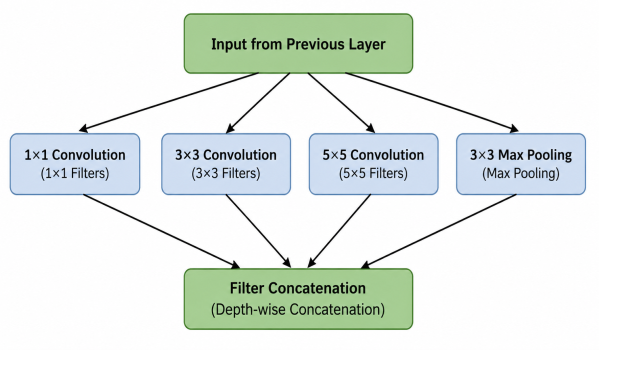 Input from Previous Layer
1×1 Convolution
(1×1 Filters)
3×3 Convolution
(3×3 Filters)
5×5 Convolution
(5×5 Filters)
3×3 Max Pooling
(Max Pooling)
Filter Concatenation
(Depth-wise Concatenation)